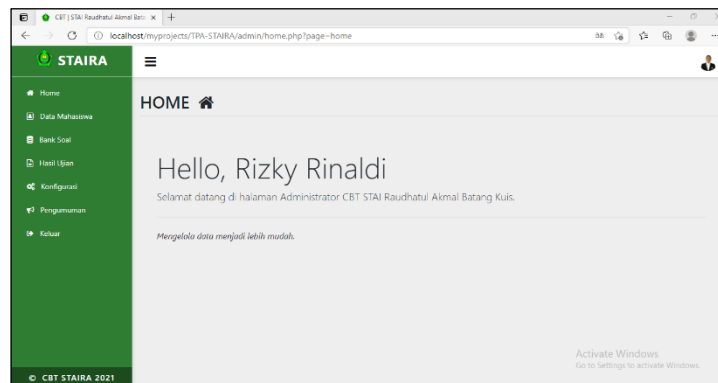 CBT | STAI Raudhatul Akmal Bata
localhost/myprojects/TPA-STAIRA/admin/home.php?page=home
STAIRA
Home
Data Mahasiswa
Bank Soal
Hasil Ujian
Konfigurasi
Pengumuman
Keluar
© CBT STAIRA 2021
HOME
Hello, Rizky Rinaldi
Selamat datang di halaman Administrator CBT STAI Raudhatul Akmal Batang Kuis.
Mengelola data menjadi lebih mudah.
Activate Windows
Go to Settings to activate Windows.